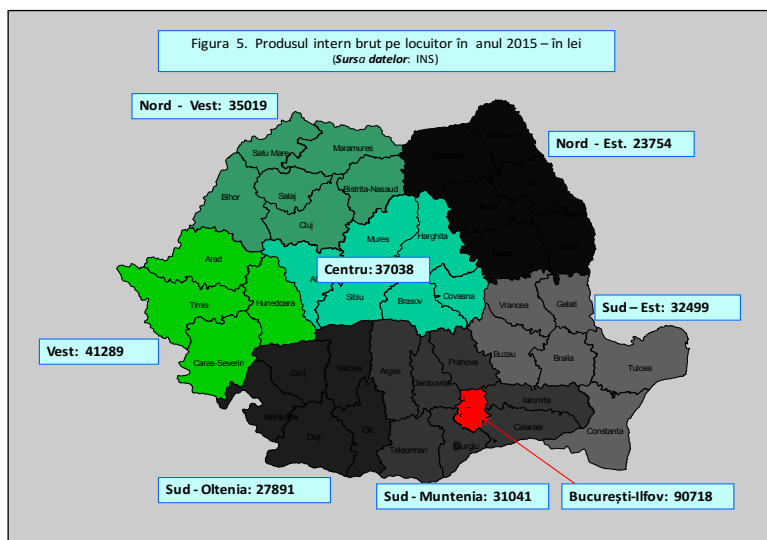 Figura 5. Produsul intern brut pe locuitor în anul 2015 – în lei
(Sursa datelor: INS)
Nord - Vest: 35019
Nord - Est. 23754
Maramures
Satu Mare
Bistrita-Nasaud
Salaj
Bihor
Cluj
Mures
Harghita
Arad
Centru: 37038
Hunedoara
Timis
Sibiu
Brasov
Covasna
Vrancea
Galati
Sud – Est: 32499
Vest: 41289
Caras-Severin
Buzau
Braila
Tulcea
Gorj
Valcea
Arges
Prahova
Dambovita
Ialomita
Mehedinti
Dolj
Olt
Teleorman
Giurgiu
Calarasi
Constanta
Sud - Oltenia: 27891
Sud - Muntenia: 31041
București-Ilfov: 90718